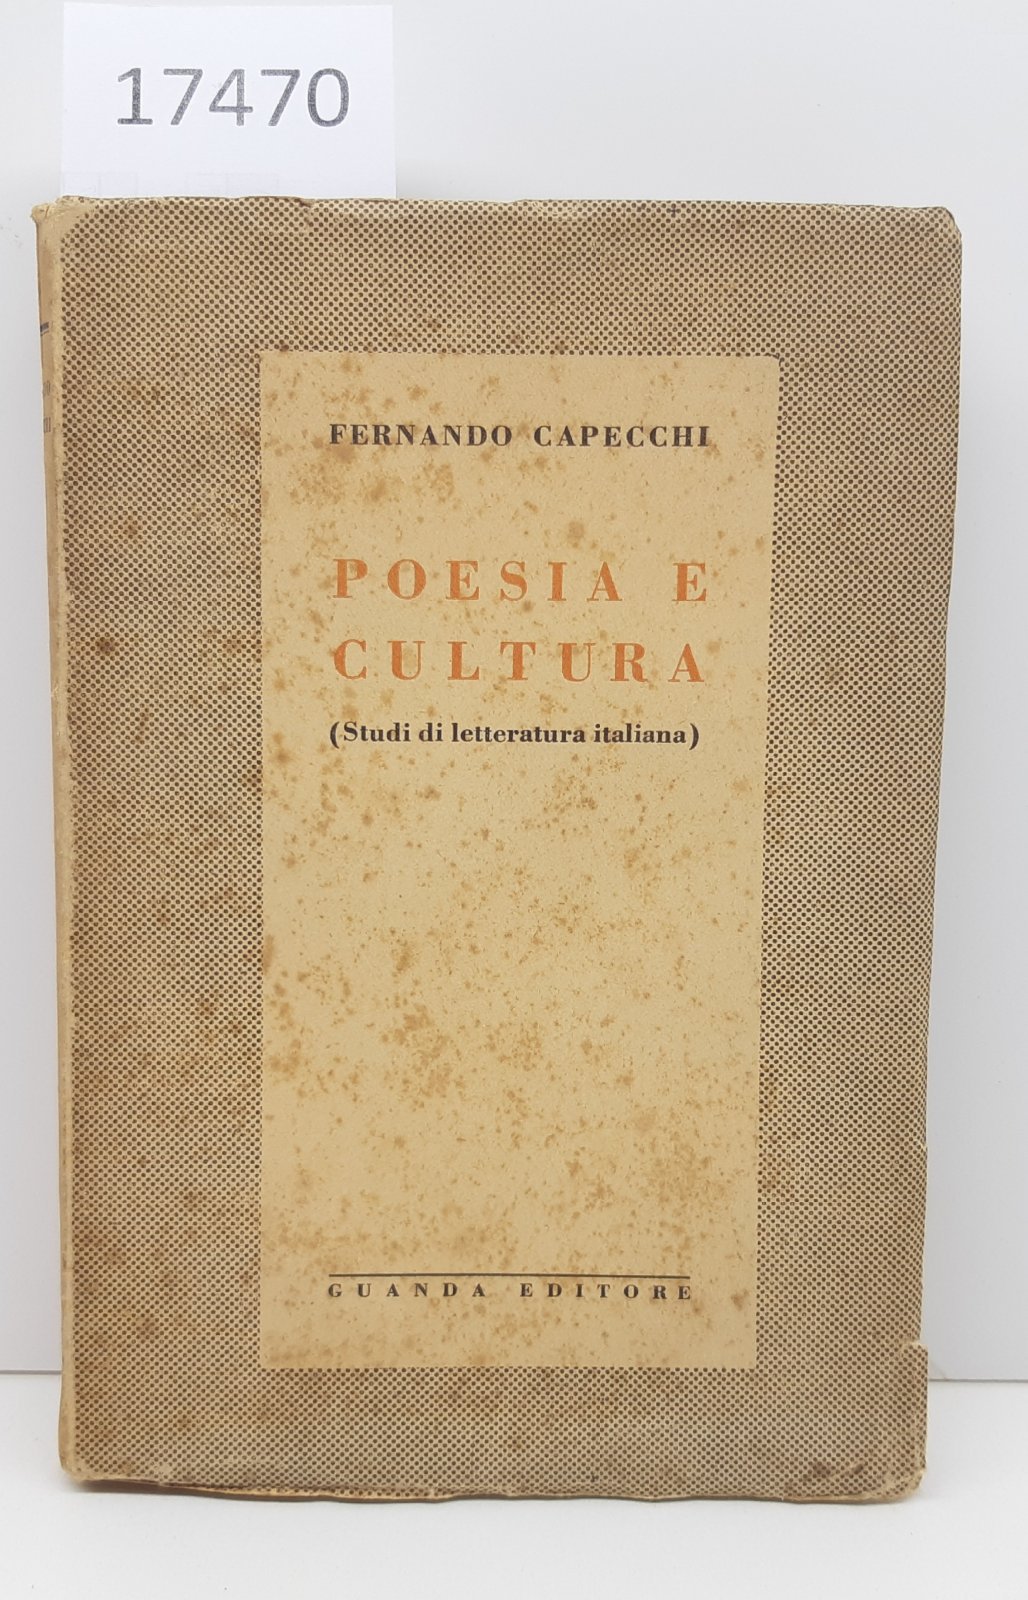 17470
FERNANDO CAPECCHI
POESIA E
CULTURA
(Studi di letteratura italiana)
GUANDA EDITORE